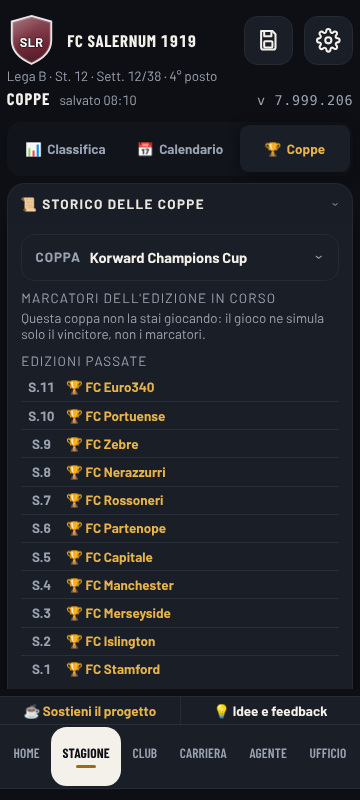 SLR
FC SALERNUM 1919
Lega B · St. 12 · Sett. 12/38 · 4° posto
COPPE salvato 08:10 v 7.999.206
📊 Classifica 📅 Calendario 🏆 Coppe
📜 STORICO DELLE COPPE
COPPA Korward Champions Cup
MARCATORI DELL'EDIZIONE IN CORSO
Questa coppa non la stai giocando: il gioco ne simula
solo il vincitore, non i marcatori.
EDIZIONI PASSATE
S.11 🏆 FC Euro340
S.10 🏆 FC Portuense
S.9 🏆 FC Zebre
S.8 🏆 FC Nerazzurri
S.7 🏆 FC Rossoneri
S.6 🏆 FC Partenope
S.5 🏆 FC Capitale
S.4 🏆 FC Manchester
S.3 🏆 FC Merseyside
S.2 🏆 FC Islington
S.1 🏆 FC Stamford
☕ Sostieni il progetto 💡 Idee e feedback
HOME STAGIONE CLUB CARRIERA AGENTE UFFICIO